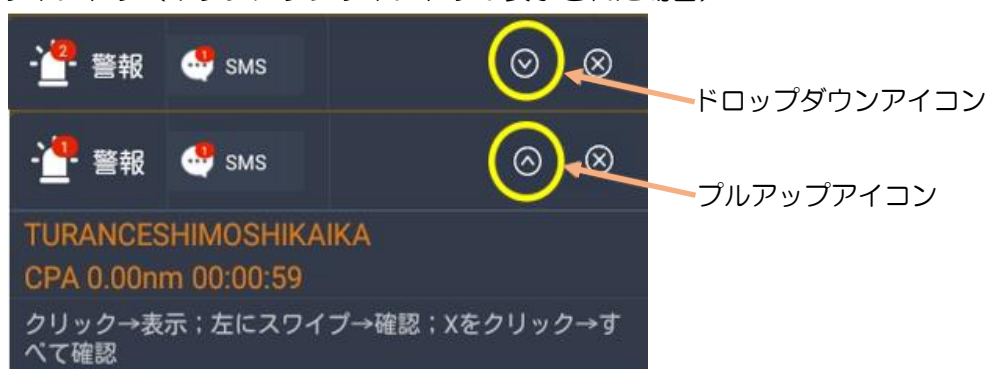 2 警報 1 SMS
ドロップダウンアイコン
1 警報 1 SMS
プルアップアイコン
TURANCESHIMOSHIKAIKA
CPA 0.00nm 00:00:59
クリック→表示；左にスワイプ→確認；Xをクリック→す
べて確認